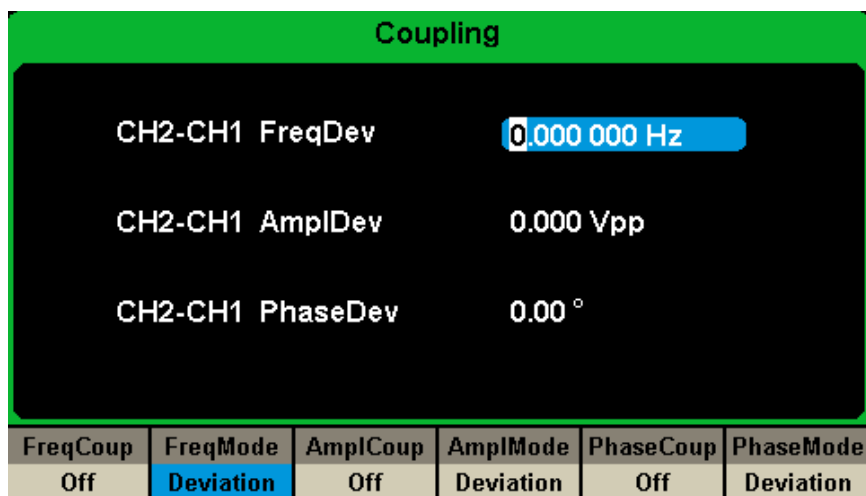 Coupling
CH2-CH1 FreqDev 0.000 000 Hz
CH2-CH1 AmplDev 0.000 Vpp
CH2-CH1 PhaseDev 0.00 °
FreqCoup FreqMode AmplCoup AmplMode PhaseCoup PhaseMode
Off Deviation Off Deviation Off Deviation